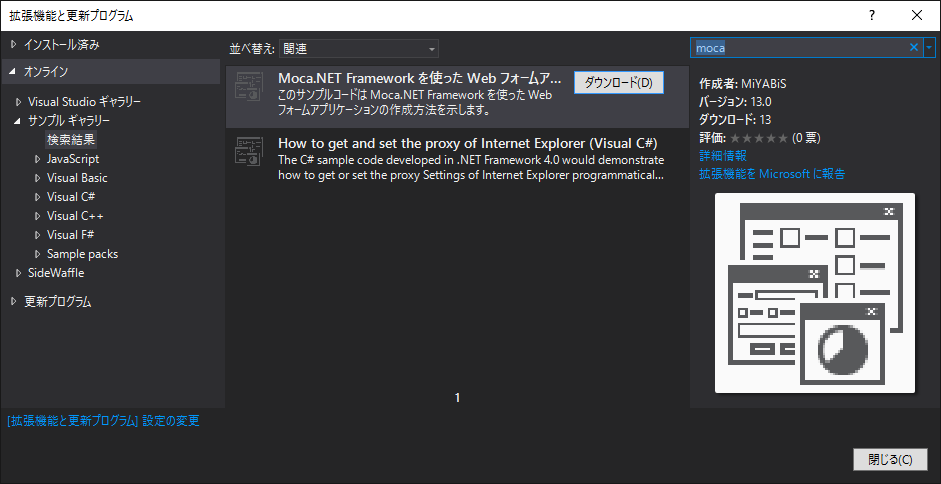 拡張機能と更新プログラム
? ×
インストール済み
オンライン
Visual Studio ギャラリー
サンプル ギャラリー
検索結果
JavaScript
Visual Basic
Visual C#
Visual C++
Visual F#
Sample packs
SideWaffle
更新プログラム
[拡張機能と更新プログラム] 設定の変更
並べ替え: 関連
Moca.NET Framework を使った Web フォームア...
ダウンロード(D)
このサンプルコードは Moca.NET Framework を使った Web
フォームアプリケーションの作成方法を示します。
How to get and set the proxy of Internet Explorer (Visual C#)
The C# sample code developed in .NET Framework 4.0 would demonstrate
how to get or set the proxy Settings of Internet Explorer programmatical...
1
moca
作成者: MiYABiS
バージョン: 13.0
ダウンロード: 13
評価: ★★★★★ (0 票)
詳細情報
拡張機能を Microsoft に報告
閉じる(C)